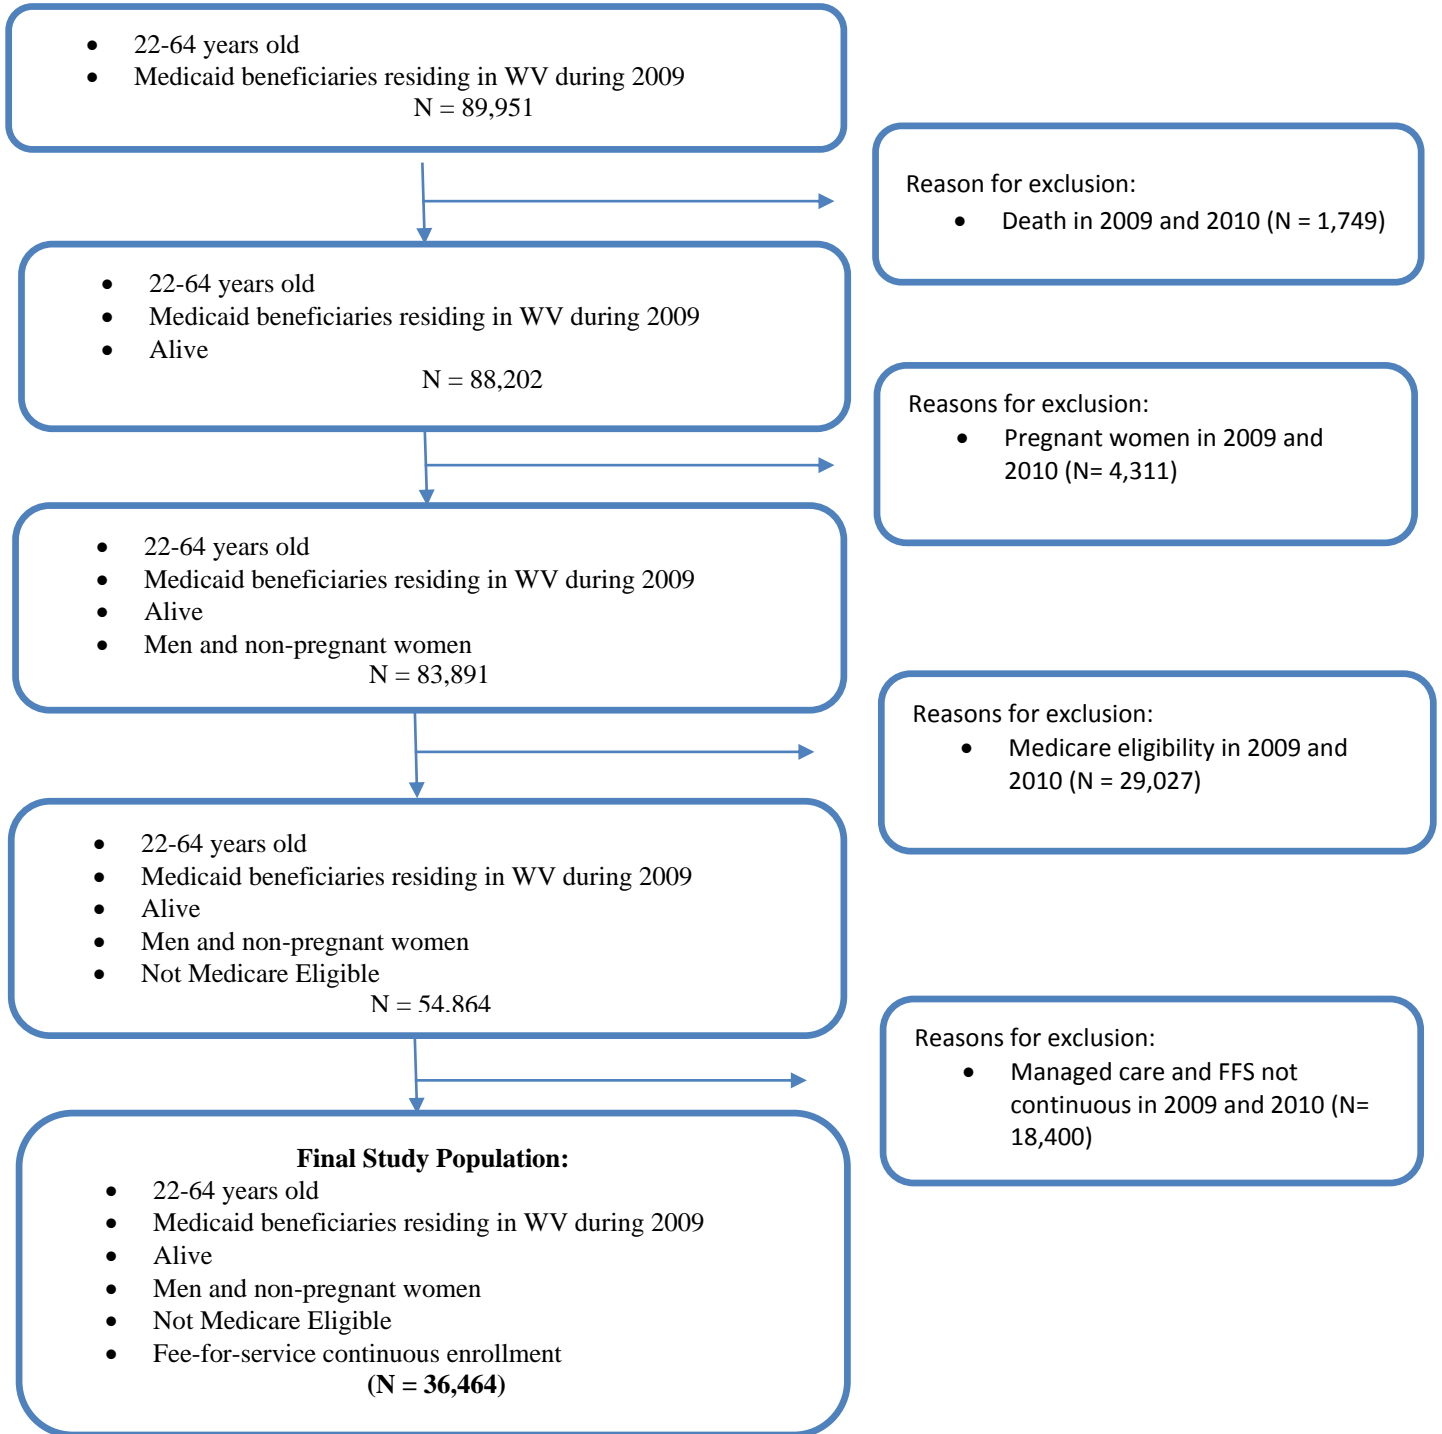 • 22-64 years old
• Medicaid beneficiaries residing in WV during 2009
N = 89,951
Reason for exclusion:
• Death in 2009 and 2010 (N = 1,749)
• 22-64 years old
• Medicaid beneficiaries residing in WV during 2009
• Alive
N = 88,202
Reasons for exclusion:
• Pregnant women in 2009 and
2010 (N= 4,311)
• 22-64 years old
• Medicaid beneficiaries residing in WV during 2009
• Alive
• Men and non-pregnant women
N = 83,891
Reasons for exclusion:
• Medicare eligibility in 2009 and
2010 (N = 29,027)
• 22-64 years old
• Medicaid beneficiaries residing in WV during 2009
• Alive
• Men and non-pregnant women
• Not Medicare Eligible
N = 54,864
Reasons for exclusion:
• Managed care and FFS not
continuous in 2009 and 2010 (N=
18,400)
Final Study Population:
• 22-64 years old
• Medicaid beneficiaries residing in WV during 2009
• Alive
• Men and non-pregnant women
• Not Medicare Eligible
• Fee-for-service continuous enrollment
(N = 36,464)